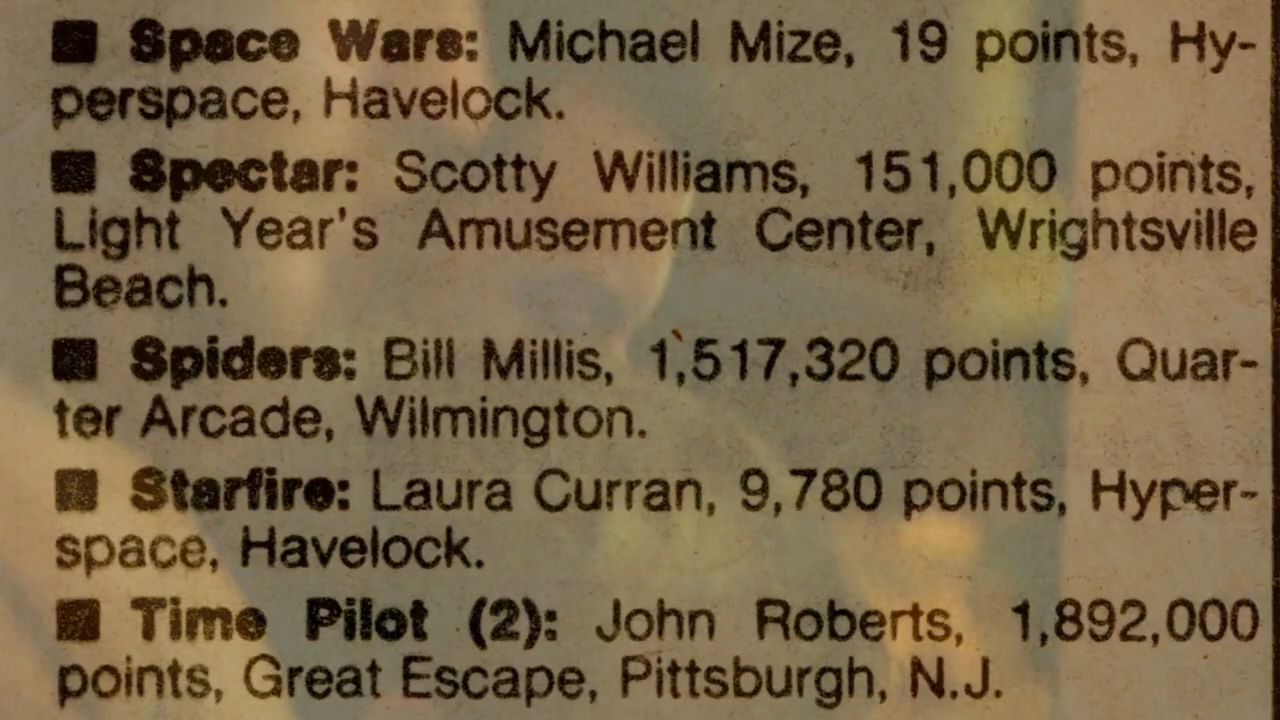 ■ Space Wars: Michael Mize, 19 points, Hy-
perspace, Havelock.
■ Spectar: Scotty Williams, 151,000 points,
Light Year's Amusement Center, Wrightsville
Beach.
■ Spiders: Bill Millis, 1,517,320 points, Quar-
ter Arcade, Wilmington.
■ Starfire: Laura Curran, 9,780 points, Hyper-
space, Havelock.
■ Time Pilot (2): John Roberts, 1,892,000
points, Great Escape, Pittsburgh, N.J.